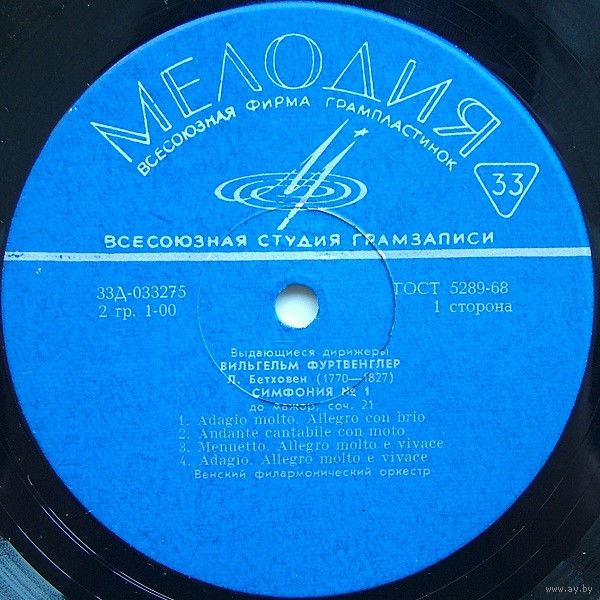 МЕЛОДИЯ
ВСЕСОЮЗНАЯ ФИРМА ГРАМПЛАСТИНОК
33
ВСЕСОЮЗНАЯ СТУДИЯ ГРАМЗАПИСИ
33Д-033275
ГОСТ 5289-68
2 гр. 1-00
1 сторона
Выдающиеся дирижеры
ВИЛЬГЕЛЬМ ФУРТВЕНГЛЕР
Л. Бетховен (1770—1827)
СИМФОНИЯ № 1
до мажор, соч. 21
1. Adagio molto. Allegro con brio
2. Andante cantabile con moto
3. Menuetto. Allegro molto e vivace
4. Adagio. Allegro molto e vivace
Венский филармонический оркестр
www.ay.by